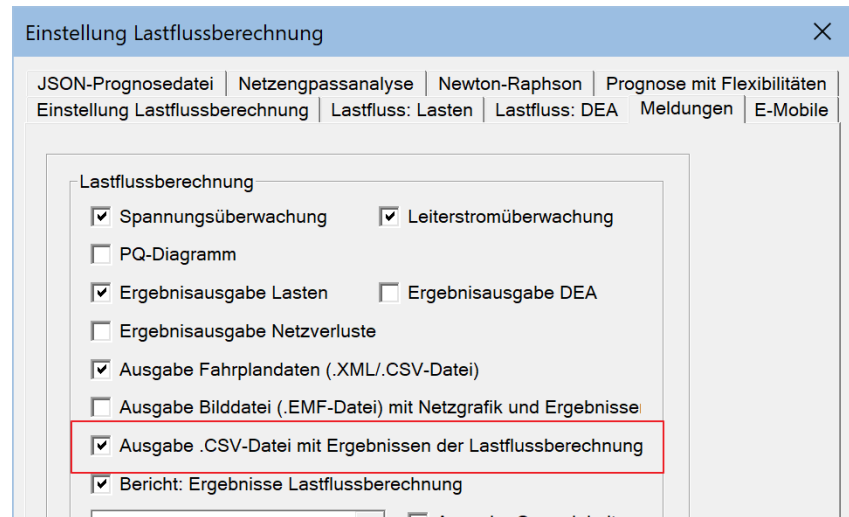 Einstellung Lastflussberechnung
JSON-Prognosedatei Netzengpassanalyse Newton-Raphson Prognose mit Flexibilitäten
Einstellung Lastflussberechnung Lastfluss: Lasten Lastfluss: DEA Meldungen E-Mobile
Lastflussberechnung
Spannungsüberwachung Leiterstromüberwachung
PQ-Diagramm
Ergebnisausgabe Lasten Ergebnisausgabe DEA
Ergebnisausgabe Netzverluste
Ausgabe Fahrplandaten (.XML/.CSV-Datei)
Ausgabe Bilddatei (.EMF-Datei) mit Netzgrafik und Ergebnisse
Ausgabe .CSV-Datei mit Ergebnissen der Lastflussberechnung
Bericht: Ergebnisse Lastflussberechnung